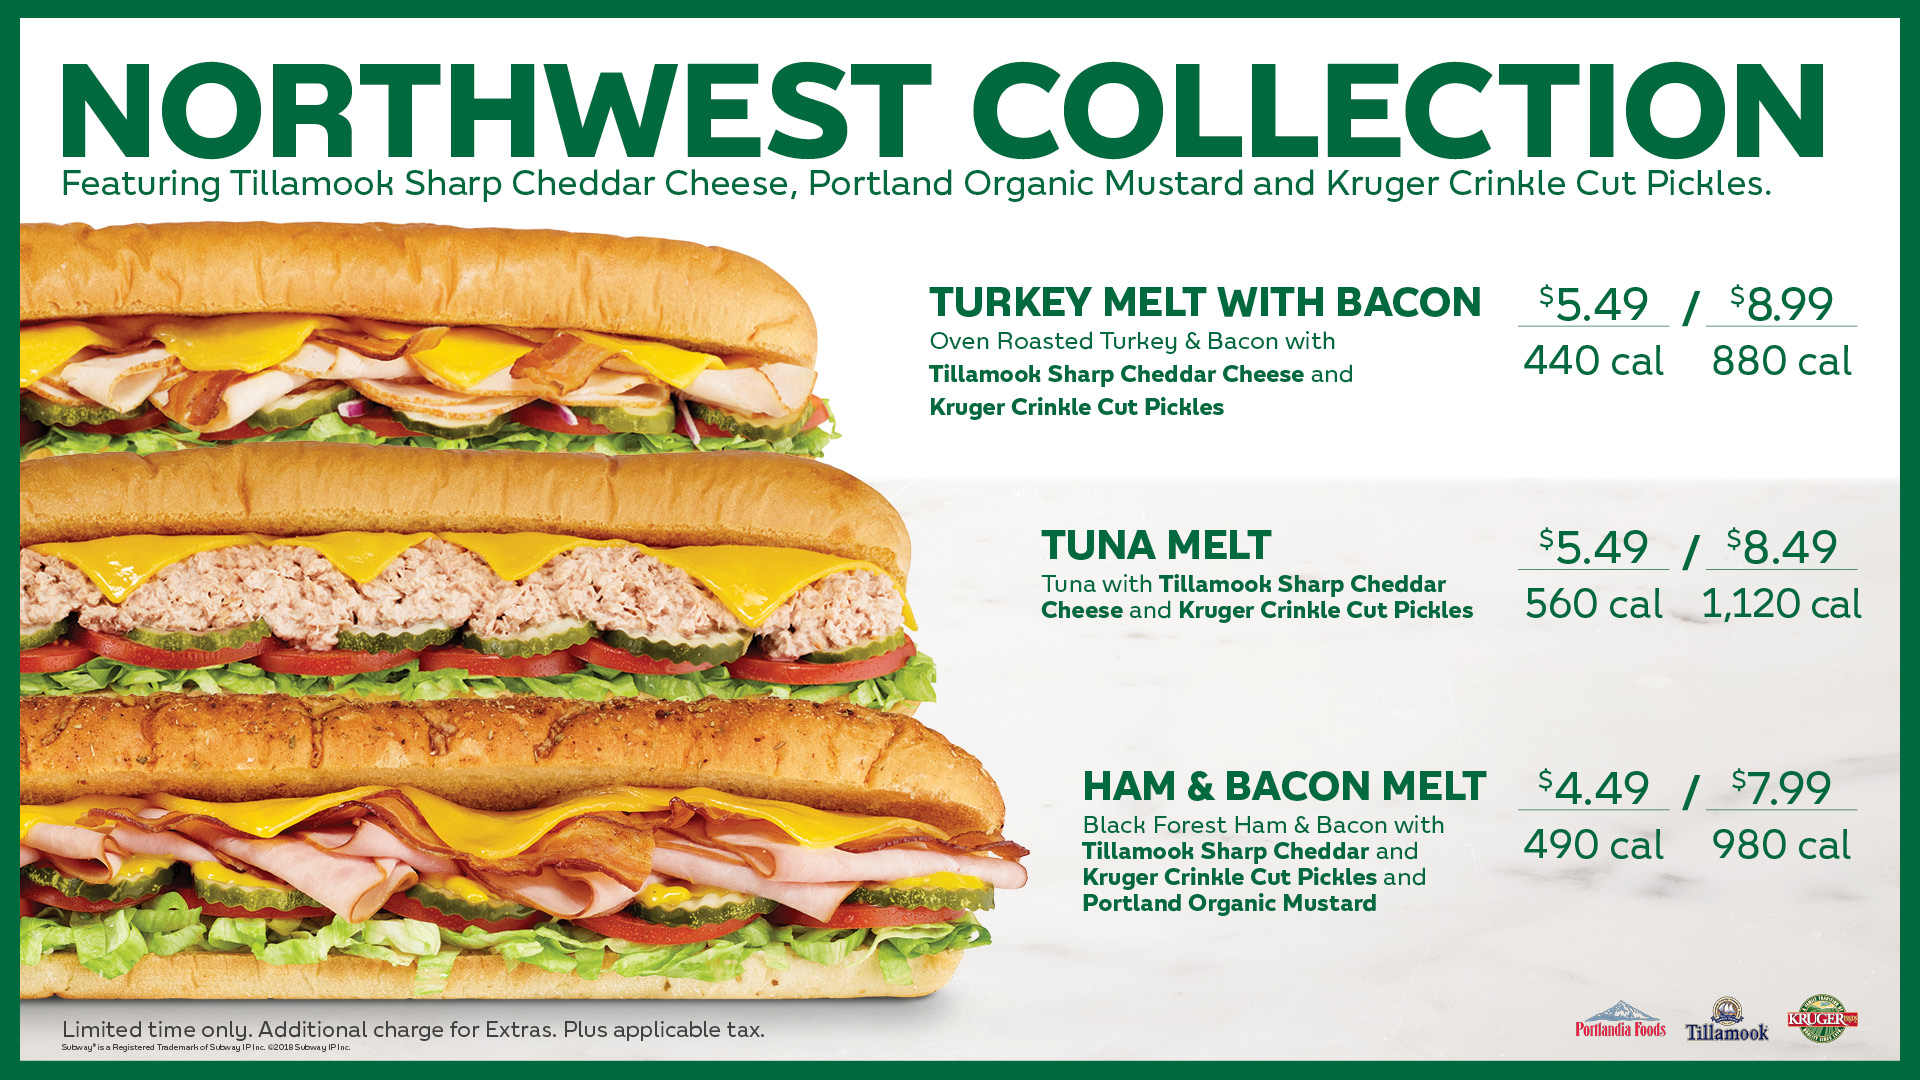 NORTHWEST COLLECTION
Featuring Tillamook Sharp Cheddar Cheese, Portland Organic Mustard and Kruger Crinkle Cut Pickles.
TURKEY MELT WITH BACON
Oven Roasted Turkey & Bacon with
Tillamook Sharp Cheddar Cheese and
Kruger Crinkle Cut Pickles
$5.49 / $8.99
440 cal 880 cal
TUNA MELT
Tuna with Tillamook Sharp Cheddar
Cheese and Kruger Crinkle Cut Pickles
$5.49 / $8.49
560 cal 1,120 cal
HAM & BACON MELT
Black Forest Ham & Bacon with
Tillamook Sharp Cheddar and
Kruger Crinkle Cut Pickles and
Portland Organic Mustard
$4.49 / $7.99
490 cal 980 cal
Limited time only. Additional charge for Extras. Plus applicable tax.
Subway® is a Registered Trademark of Subway IP Inc. ©2018 Subway IP Inc.
Portlandia Foods
Tillamook
KRUGER